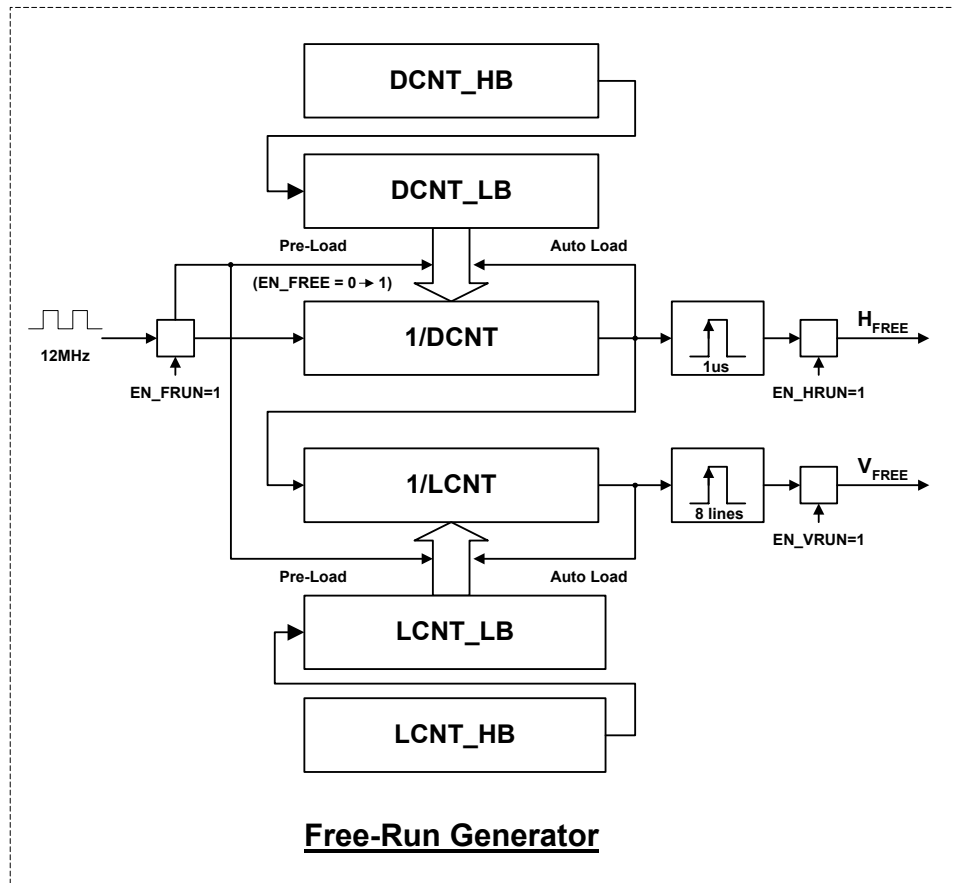 DCNT_HB
DCNT_LB
Pre-Load
Auto Load
(EN_FREE = 0→ 1)
12MHz
1/DCNT
1us
H FREE
EN_FRUN=1
EN_HRUN=1
1/LCNT
8 lines
V FREE
EN_VRUN=1
Pre-Load
Auto Load
LCNT_LB
LCNT_HB
Free-Run Generator